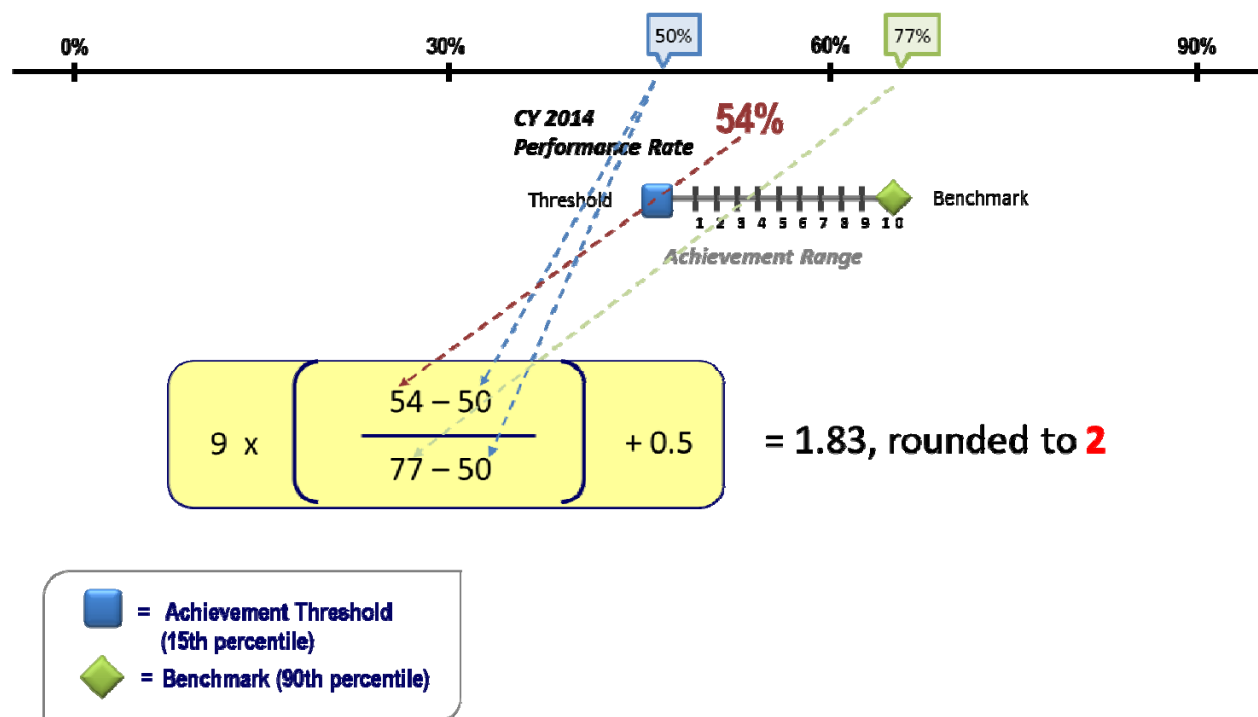 0% 30% 50% 60% 77% 90%
CY 2014 54%
Performance Rate
Threshold Benchmark
1 2 3 4 5 6 7 8 9 10
Achievement Range
54 – 50
9 x + 0.5 = 1.83, rounded to 2
77 – 50
= Achievement Threshold
(15th percentile)
= Benchmark (90th percentile)